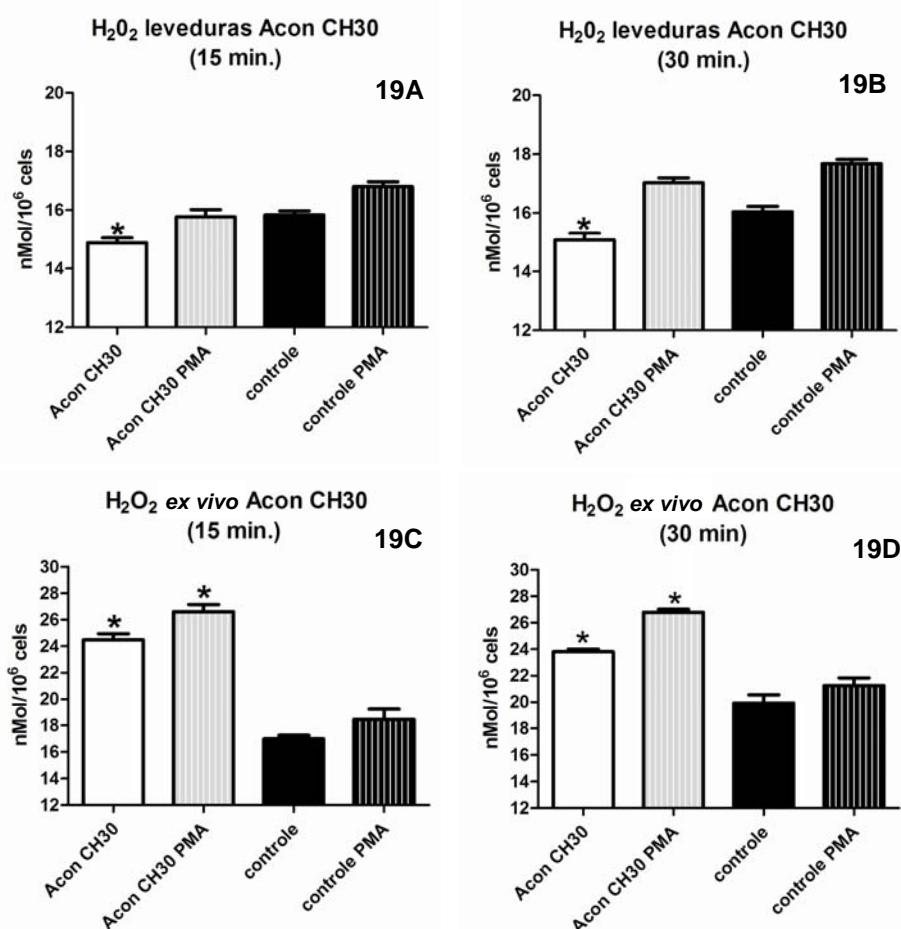 H₂0₂ leveduras Acon CH30
(15 min.)
19A
nMol/10⁶ cels
20
18
16
14
12
*
Acon CH30
Acon CH30 PMA
controle
controle PMA
H₂0₂ leveduras Acon CH30
(30 min.)
19B
nMol/10⁶ cels
20
18
16
14
12
*
Acon CH30
Acon CH30 PMA
controle
controle PMA
H₂O₂ ex vivo Acon CH30
(15 min.)
19C
nMol/10⁶ cels
30
28
26
24
22
20
18
16
14
12
*
*
Acon CH30
Acon CH30 PMA
controle
controle PMA
H₂O₂ ex vivo Acon CH30
(30 min)
19D
nMol/10⁶ cels
30
28
26
24
22
20
18
16
14
12
*
*
Acon CH30
Acon CH30 PMA
controle
controle PMA